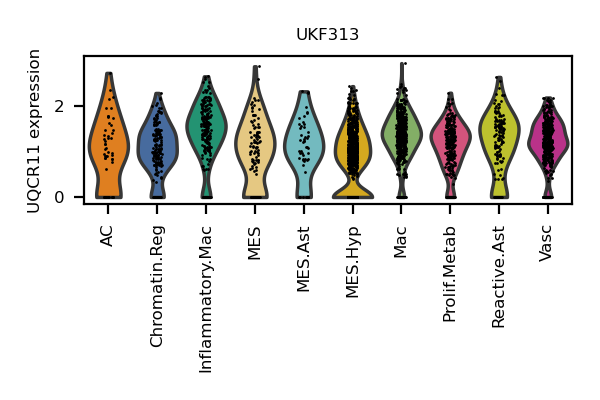 UKF313
UQCR11 expression
2
0
AC
Chromatin.Reg
Inflammatory.Mac
MES
MES.Ast
MES.Hyp
Mac
Prolif.Metab
Reactive.Ast
Vasc